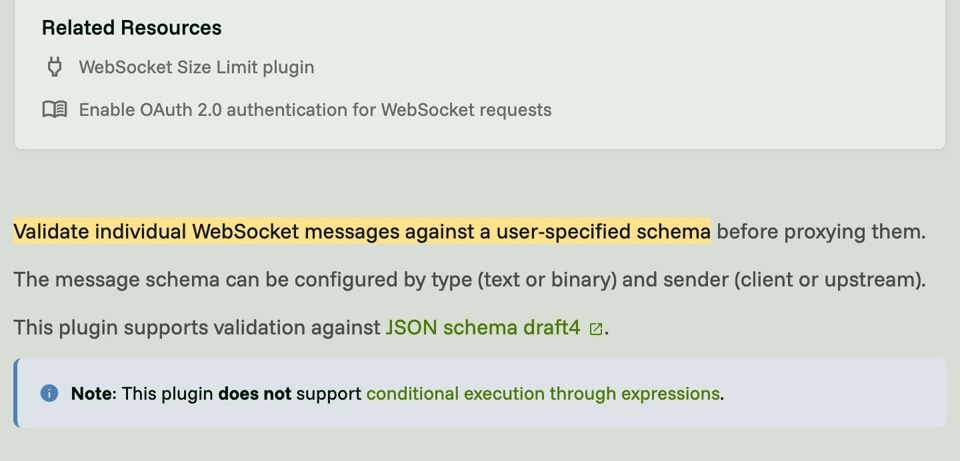 Related Resources
WebSocket Size Limit plugin
Enable OAuth 2.0 authentication for WebSocket requests
Validate individual WebSocket messages against a user-specified schema before proxying them.
The message schema can be configured by type (text or binary) and sender (client or upstream).
This plugin supports validation against JSON schema draft4.
Note: This plugin does not support conditional execution through expressions.